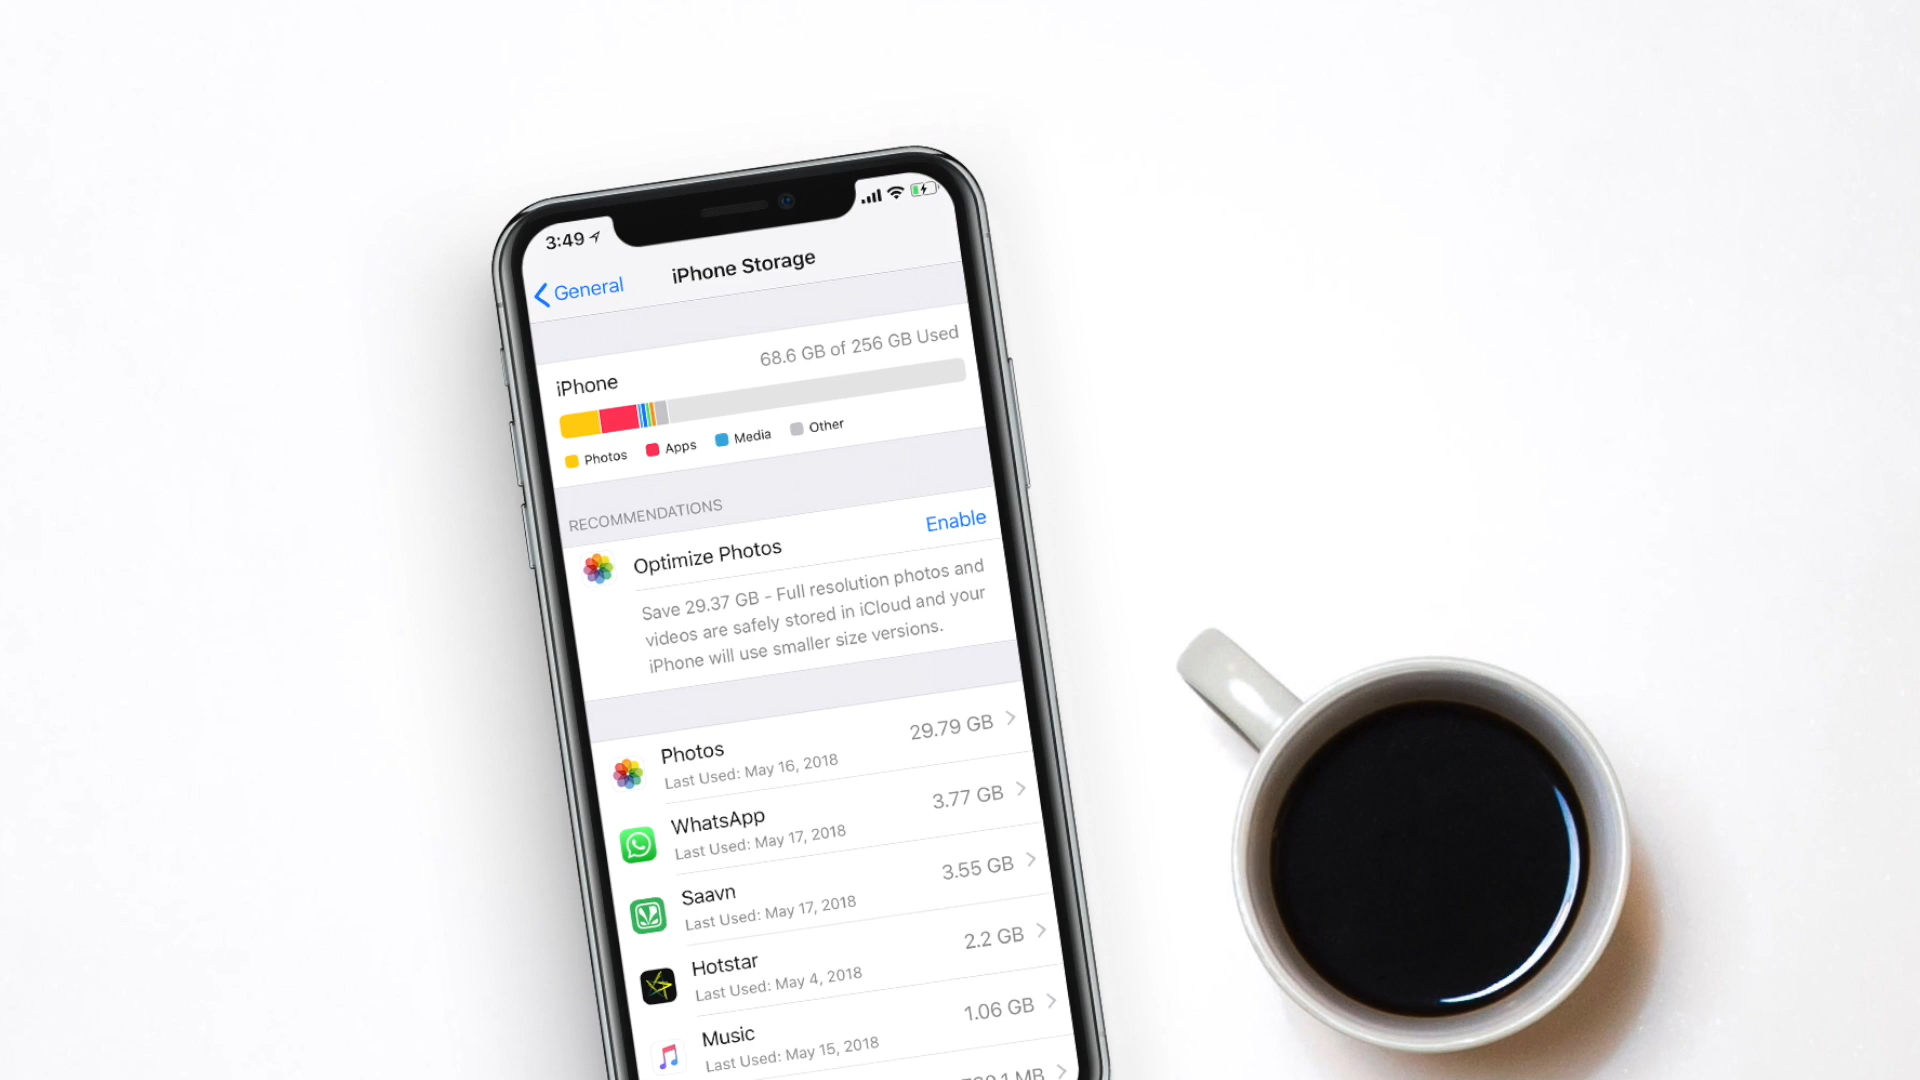 3:49
General
iPhone Storage
iPhone
68.6 GB of 256 GB Used
Photos
Apps
Media
Other
RECOMMENDATIONS
Optimize Photos
Enable
Save 29.37 GB - Full resolution photos and
videos are safely stored in iCloud and your
iPhone will use smaller size versions.
Photos
29.79 GB
Last Used: May 16, 2018
WhatsApp
3.77 GB
Last Used: May 17, 2018
Saavn
3.55 GB
Last Used: May 17, 2018
Hotstar
2.2 GB
Last Used: May 4, 2018
Music
1.06 GB
Last Used: May 15, 2018
MB